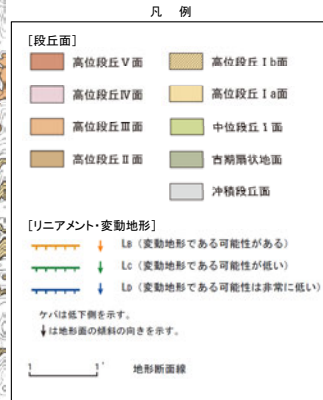 凡 例
[段丘面]
高位段丘Ⅴ面
高位段丘Ⅰb面
高位段丘Ⅳ面
高位段丘Ⅰa面
高位段丘Ⅲ面
中位段丘1面
高位段丘Ⅱ面
古期扇状地面
沖積段丘面
[リニアメント・変動地形]
LB (変動地形である可能性がある)
LC (変動地形である可能性が低い)
LD (変動地形である可能性は非常に低い)
ケバは低下側を示す。
↓は地形面の傾斜の向きを示す。
1 1' 地形断面線